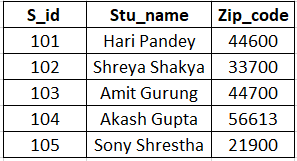 S_id Stu_name Zip_code
101 Hari Pandey 44600
102 Shreya Shakya 33700
103 Amit Gurung 44700
104 Akash Gupta 56613
105 Sony Shrestha 21900